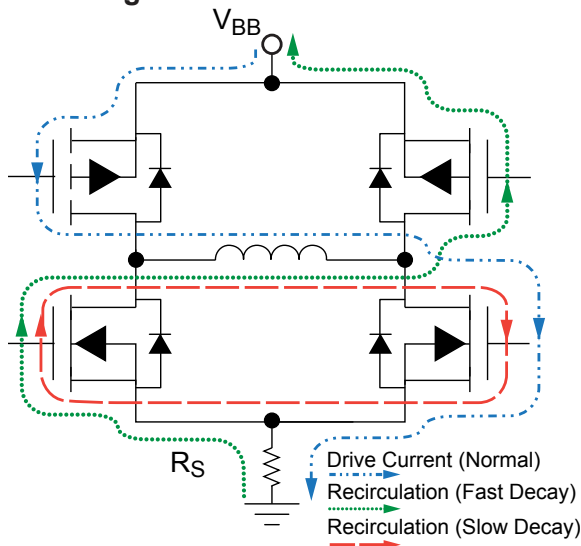 V_BB
R_S
Drive Current (Normal)
Recirculation (Fast Decay)
Recirculation (Slow Decay)